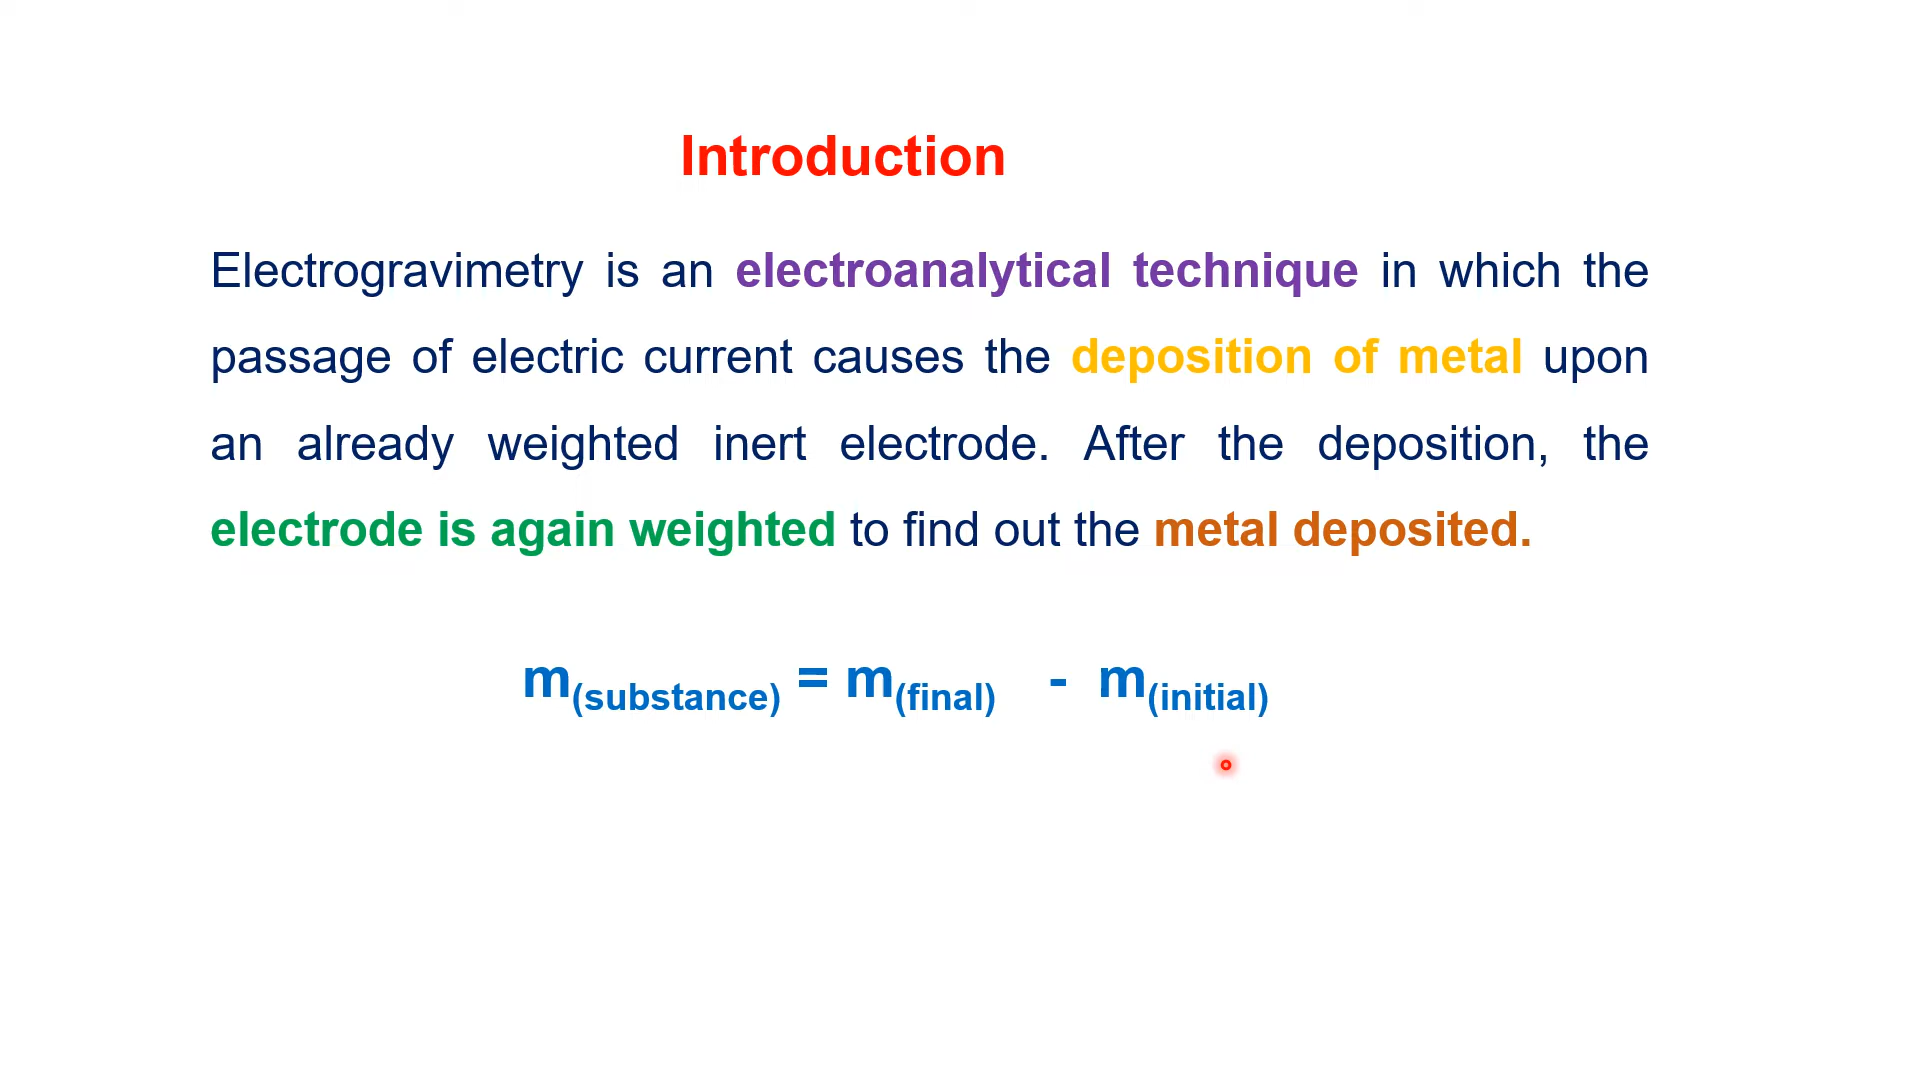 Introduction
Electrogravimetry is an electroanalytical technique in which the
passage of electric current causes the deposition of metal upon
an already weighted inert electrode. After the deposition, the
electrode is again weighted to find out the metal deposited.
m(substance) = m(final) - m(initial)